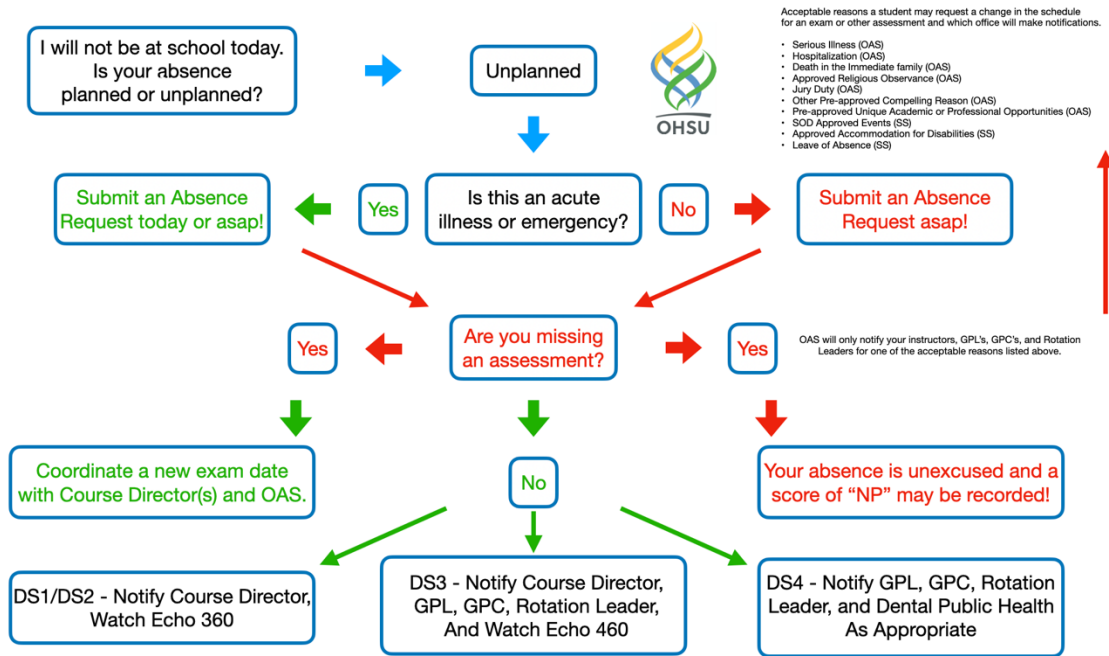 I will not be at school today.
Is your absence
planned or unplanned?
Unplanned
OHSU
Acceptable reasons a student may request a change in the schedule
for an exam or other assessment and which office will make notifications.
• Serious Illness (OAS)
• Hospitalization (OAS)
• Death in the Immediate family (OAS)
• Approved Religious Observance (OAS)
• Jury Duty (OAS)
• Other Pre-approved Compelling Reason (OAS)
• Pre-approved Unique Academic or Professional Opportunities (OAS)
• SOD Approved Events (SS)
• Approved Accommodation for Disabilities (SS)
• Leave of Absence (SS)
Submit an Absence
Request today or asap!
Yes
Is this an acute
illness or emergency?
No
Submit an Absence
Request asap!
Yes
Are you missing
an assessment?
Yes
OAS will only notify your instructors, GPL's, GPC's, and Rotation
Leaders for one of the acceptable reasons listed above.
Coordinate a new exam date
with Course Director(s) and OAS.
No
Your absence is unexcused and a
score of “NP” may be recorded!
DS1/DS2 - Notify Course Director,
Watch Echo 360
DS3 - Notify Course Director,
GPL, GPC, Rotation Leader,
And Watch Echo 460
DS4 - Notify GPL, GPC, Rotation
Leader, and Dental Public Health
As Appropriate